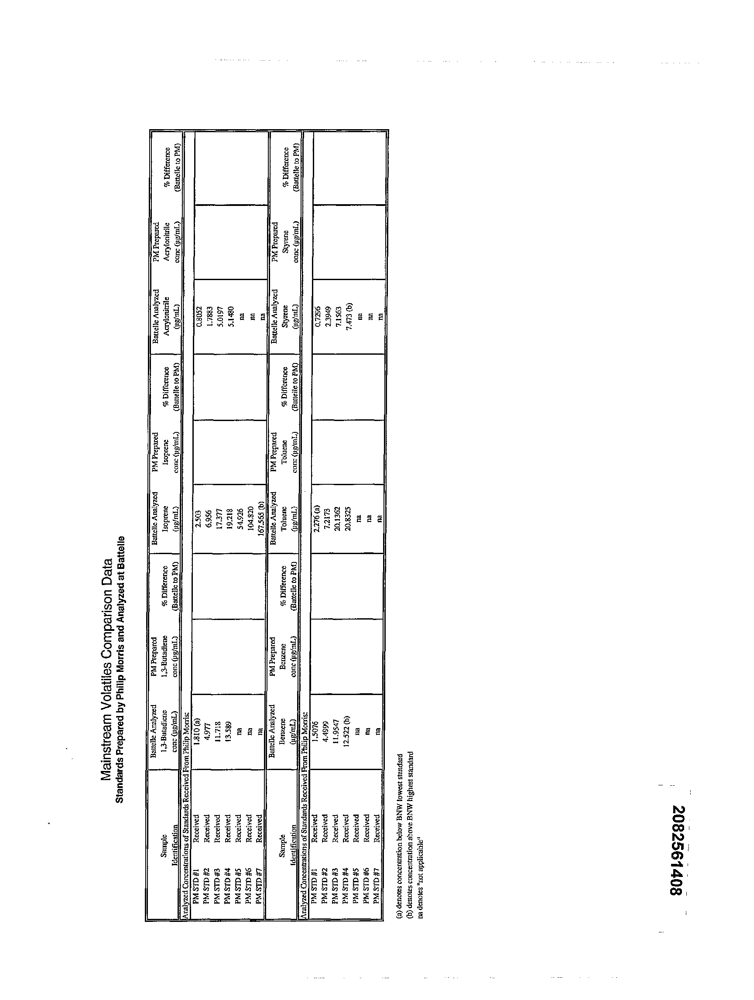 Mainstream Volatiles Comparison Data
Standards Prepared by Philip Morris and Analyzed at Battelle
Sample Identification | Battelle Analyzed 1,3-Butadiene conc (µg/mL) | PM Prepared 1,3-Butadiene conc (µg/mL) | % Difference (Battelle to PM) | Battelle Analyzed Isoprene (µg/mL) | PM Prepared Isoprene conc (µg/mL) | % Difference (Battelle to PM) | Battelle Analyzed Acrylonitrile (µg/mL) | PM Prepared Acrylonitrile conc (µg/mL) | % Difference (Battelle to PM)
Analyzed Concentrations of Standards Received From Philip Morris:
PM STD #1 Received 1.810 (a) 2.503 0.8052
PM STD #2 Received 4.977 6.956 1.7883
PM STD #3 Received 11.718 17.377 5.0197
PM STD #4 Received 13.589 19.218 5.1480
PM STD #5 Received na 54.926 na
PM STD #6 Received na 104.820 na
PM STD #7 Received na 167.565 (b) na
Sample Identification | Battelle Analyzed Benzene (µg/mL) | PM Prepared Benzene conc (µg/mL) | % Difference (Battelle to PM) | Battelle Analyzed Toluene (µg/mL) | PM Prepared Toluene conc (µg/mL) | % Difference (Battelle to PM) | Battelle Analyzed Styrene (µg/mL) | PM Prepared Styrene conc (µg/mL) | % Difference (Battelle to PM)
Analyzed Concentrations of Standards Received From Philip Morris:
PM STD #1 Received 1.5076 2.276 (a) 0.7296
PM STD #2 Received 4.4999 7.2173 2.3949
PM STD #3 Received 11.9547 20.1362 7.1563
PM STD #4 Received 12.522 (b) 20.8325 7.473 (b)
PM STD #5 Received na na na
PM STD #6 Received na na na
PM STD #7 Received na na na
(a) denotes concentration below BNW lowest standard
(b) denotes concentration above BNW highest standard
na denotes "not applicable"
2082561408